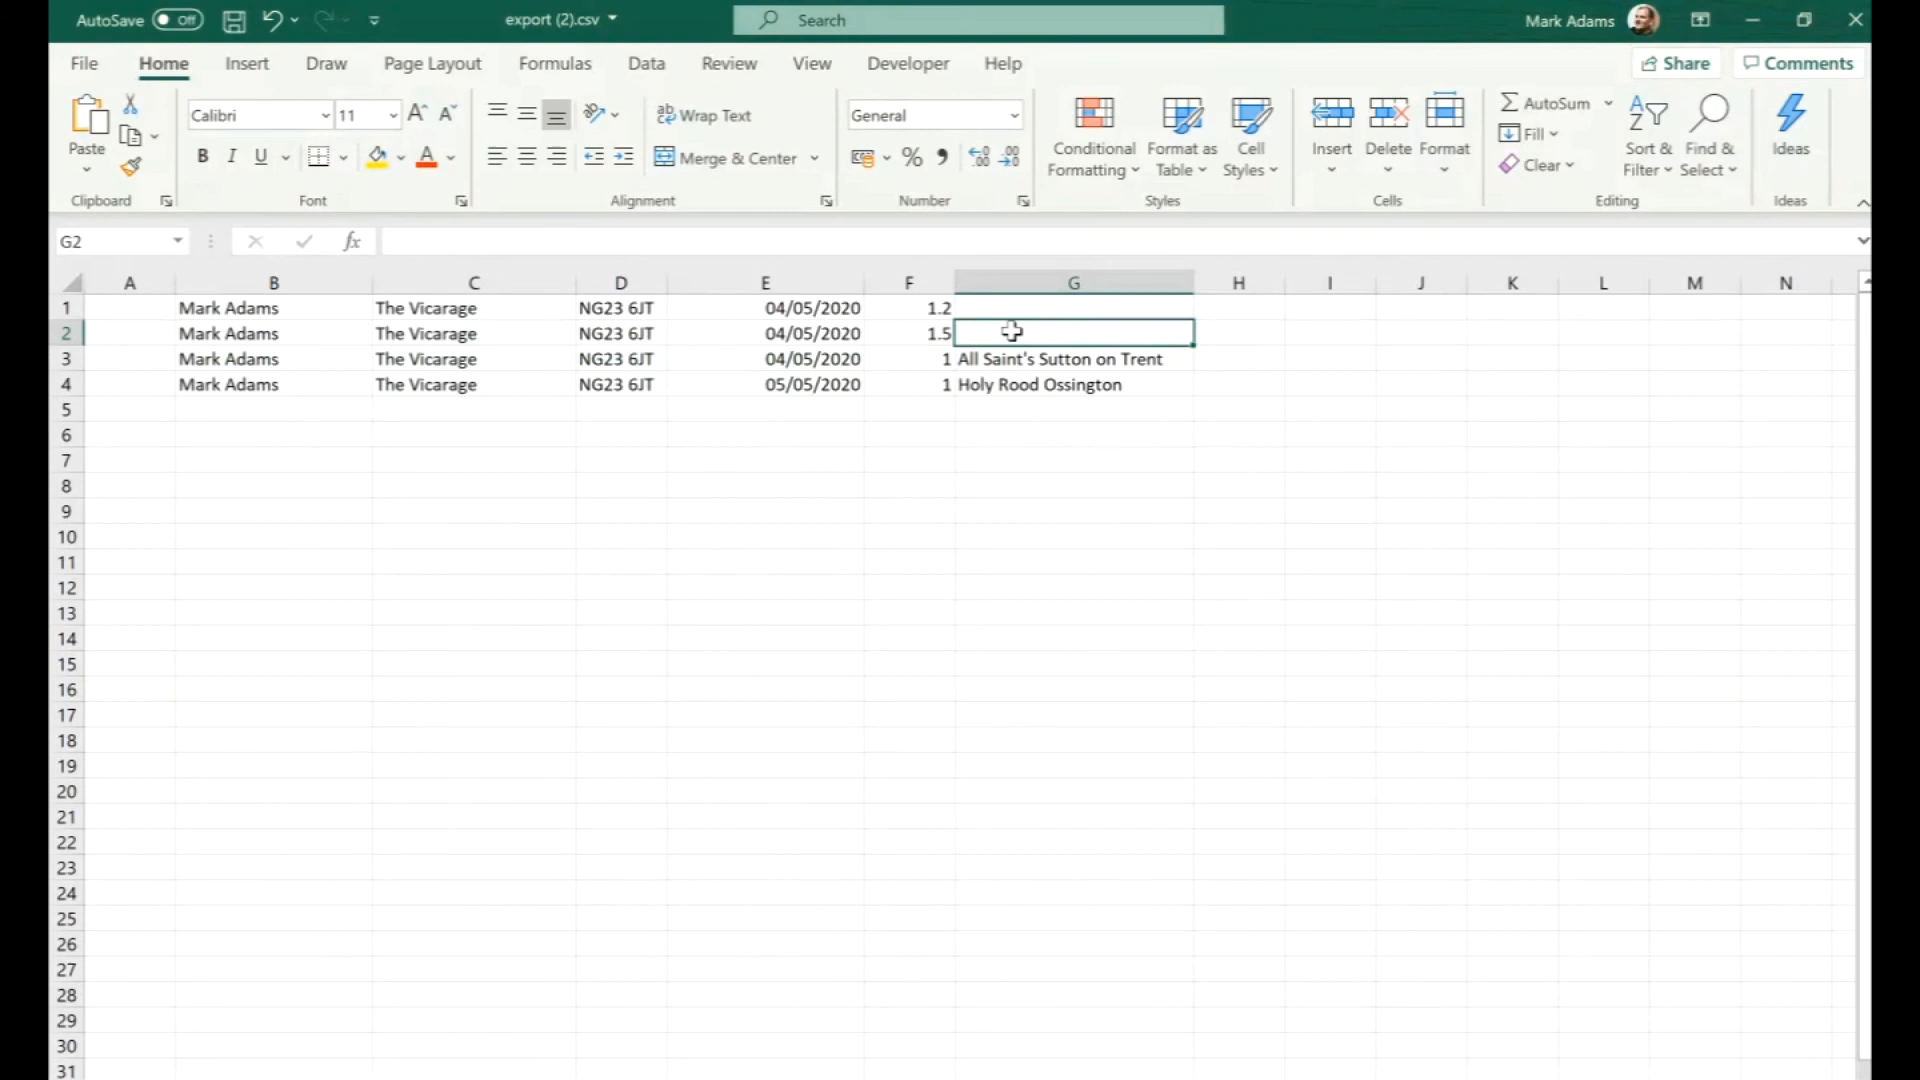 AutoSave Off export (2).csv Search Mark Adams
File Home Insert Draw Page Layout Formulas Data Review View Developer Help Share Comments
Paste Calibri 11 Wrap Text General Conditional Formatting Format as Table Cell Styles Insert Delete Format AutoSum Sort & Filter Find & Select Ideas
B I U Merge & Center % Fill Clear
Clipboard Font Alignment Number Styles Cells Editing Ideas
G2 fx
A B C D E F G H I J K L M N
1 Mark Adams The Vicarage NG23 6JT 04/05/2020 1.2
2 Mark Adams The Vicarage NG23 6JT 04/05/2020 1.5
3 Mark Adams The Vicarage NG23 6JT 04/05/2020 1 All Saint's Sutton on Trent
4 Mark Adams The Vicarage NG23 6JT 05/05/2020 1 Holy Rood Ossington
5
6
7
8
9
10
11
12
13
14
15
16
17
18
19
20
21
22
23
24
25
26
27
28
29
30
31